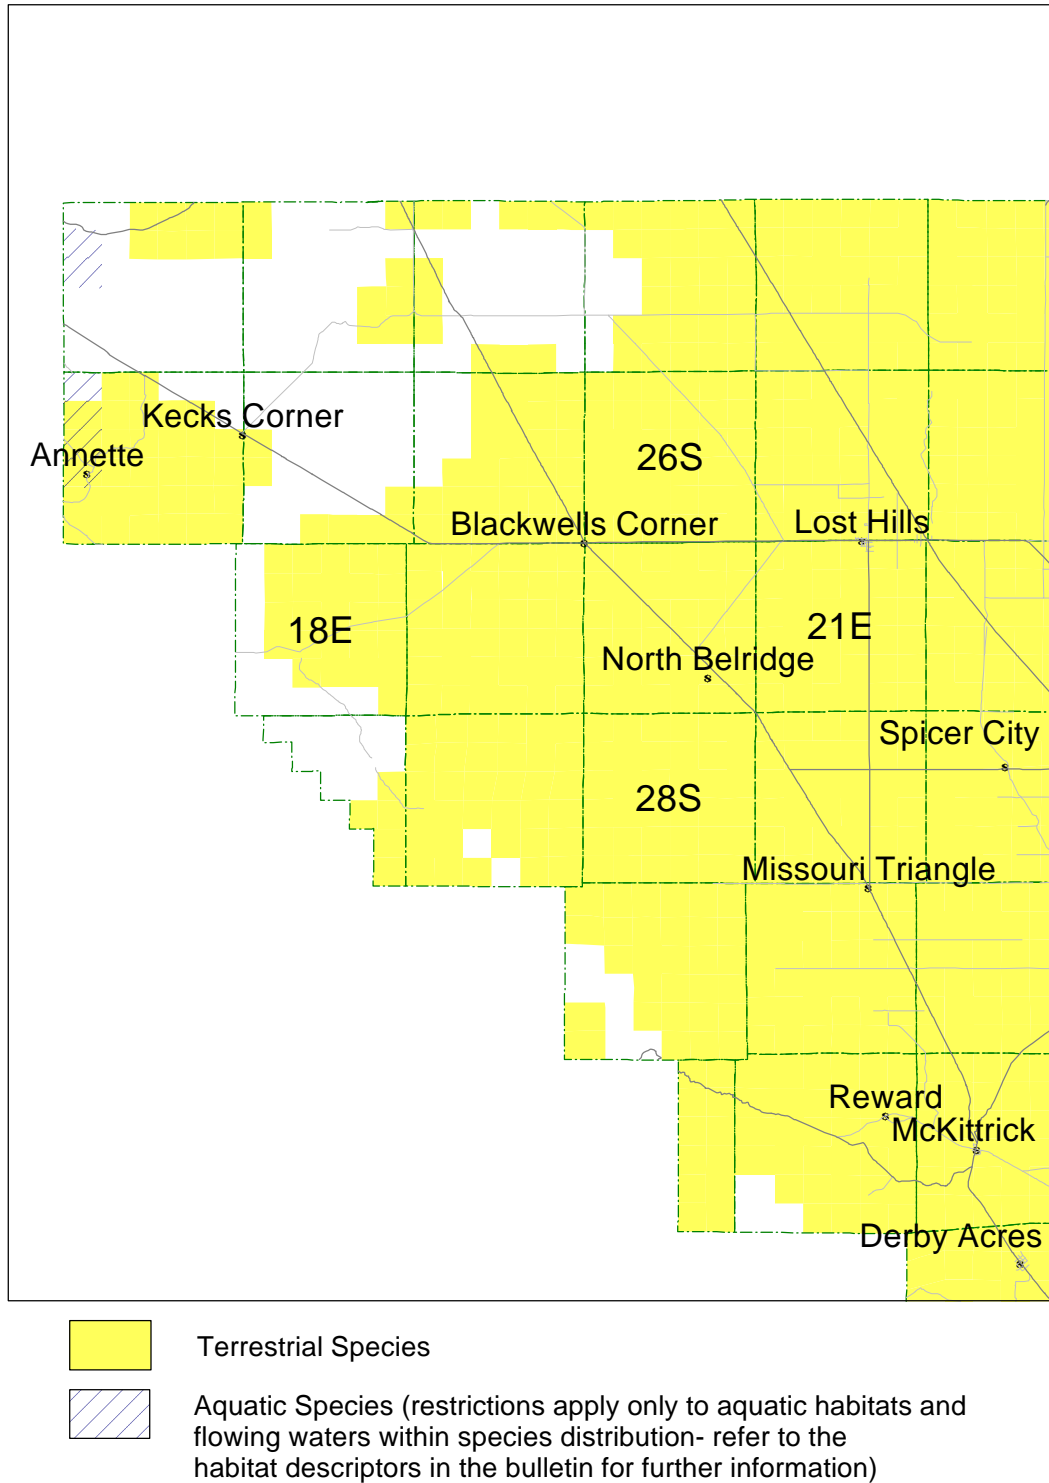 Kecks Corner
Annette
26S
Blackwells Corner
Lost Hills
18E
21E
North Belridge
Spicer City
28S
Missouri Triangle
Reward
McKittrick
Derby Acres
Terrestrial Species
Aquatic Species (restrictions apply only to aquatic habitats and
flowing waters within species distribution- refer to the
habitat descriptors in the bulletin for further information)